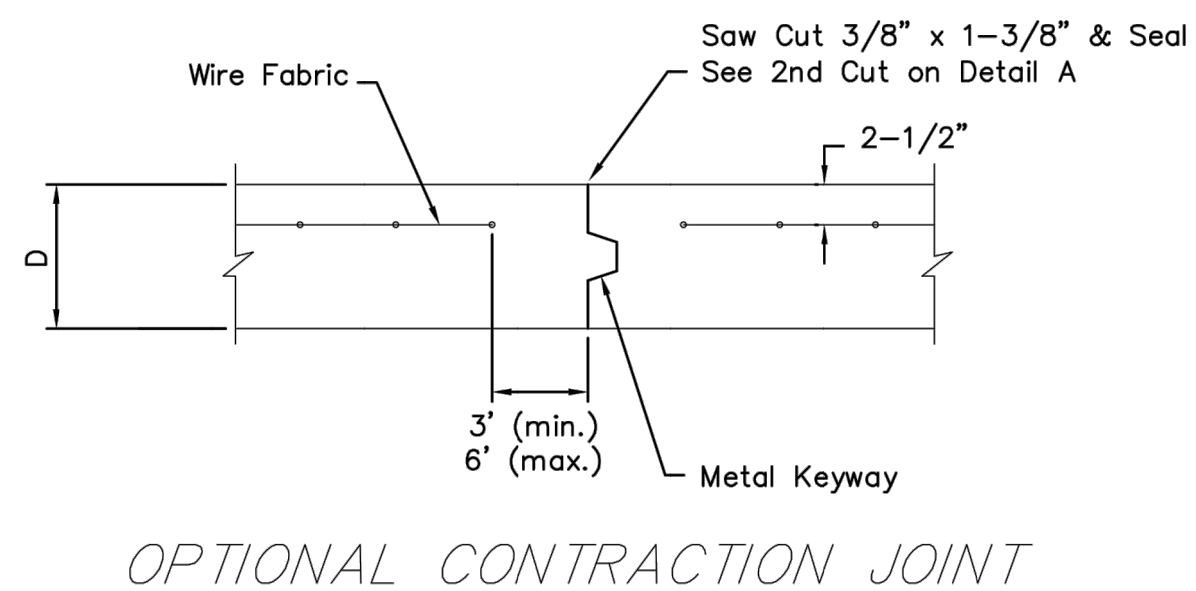 Saw Cut 3/8” x 1-3/8” & Seal
See 2nd Cut on Detail A
Wire Fabric
2-1/2”
D
3’ (min.)
6’ (max.)
Metal Keyway
OPTIONAL CONTRACTION JOINT